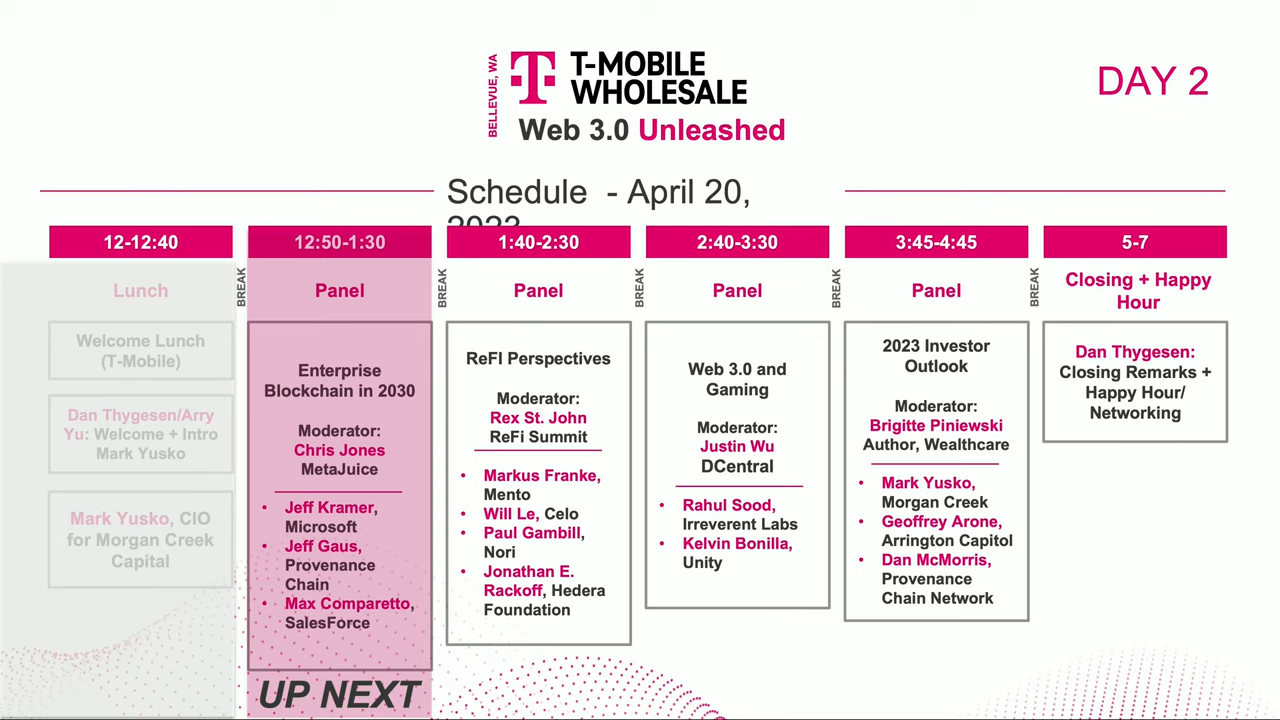 BELLEVUE, WA
T-MOBILE
WHOLESALE
Web 3.0 Unleashed
DAY 2
Schedule - April 20,
2023
12-12:40
Lunch
Welcome Lunch
(T-Mobile)
Dan Thygesen/Arry
Yu: Welcome + Intro
Mark Yusko
Mark Yusko, CIO
for Morgan Creek
Capital
BREAK
12:50-1:30
Panel
Enterprise
Blockchain in 2030
Moderator:
Chris Jones
MetaJuice
• Jeff Kramer,
Microsoft
• Jeff Gaus,
Provenance
Chain
• Max Comparetto,
SalesForce
UP NEXT
BREAK
1:40-2:30
Panel
ReFI Perspectives
Moderator:
Rex St. John
ReFi Summit
• Markus Franke,
Mento
• Will Le, Celo
• Paul Gambill,
Nori
• Jonathan E.
Rackoff, Hedera
Foundation
BREAK
2:40-3:30
Panel
Web 3.0 and
Gaming
Moderator:
Justin Wu
DCentral
• Rahul Sood,
Irreverent Labs
• Kelvin Bonilla,
Unity
BREAK
3:45-4:45
Panel
2023 Investor
Outlook
Moderator:
Brigitte Piniewski
Author, Wealthcare
• Mark Yusko,
Morgan Creek
• Geoffrey Arone,
Arrington Capitol
• Dan McMorris,
Provenance
Chain Network
BREAK
5-7
Closing + Happy
Hour
Dan Thygesen:
Closing Remarks +
Happy Hour/
Networking